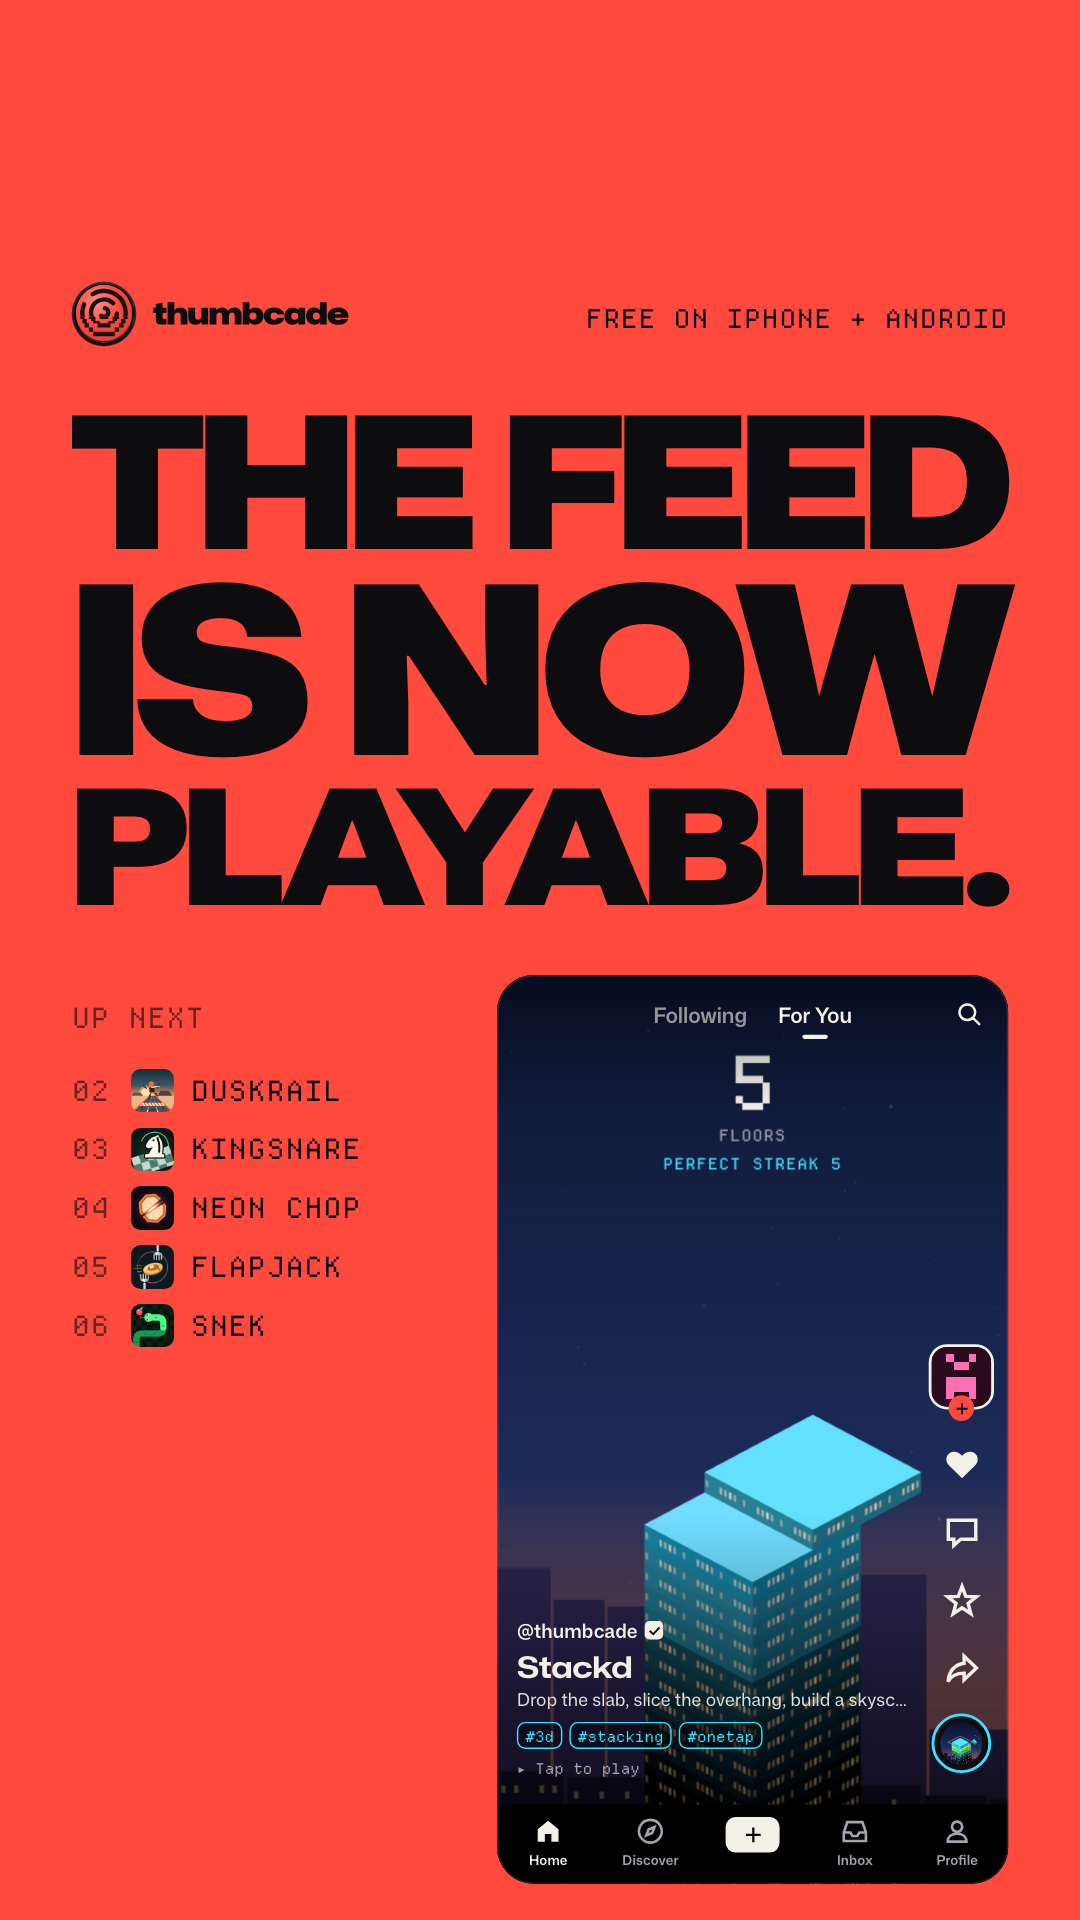 thumbcade
FREE ON IPHONE + ANDROID
THE FEED
IS NOW
PLAYABLE.
UP NEXT
02 DUSKRAIL
03 KINGSNARE
04 NEON CHOP
05 FLAPJACK
06 SNEK
Following For You
5
FLOORS
PERFECT STREAK 5
@thumbcade
Stackd
Drop the slab, slice the overhang, build a skysc...
#3d #stacking #onetap
▸ Tap to play
Home Discover Inbox Profile